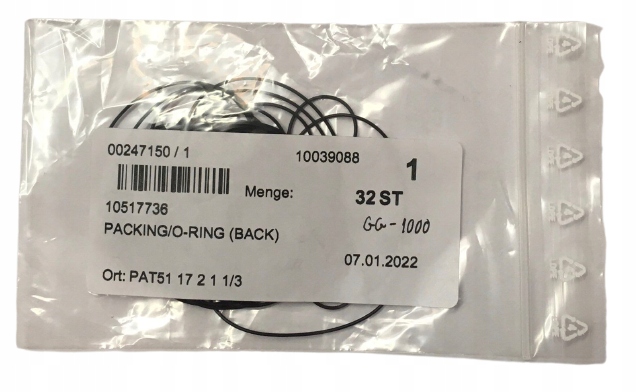 00247150 / 1
10039088
1
Menge:
32 ST
10517736
GG-1000
PACKING/O-RING (BACK)
07.01.2022
Ort: PAT51 17 2 1 1/3